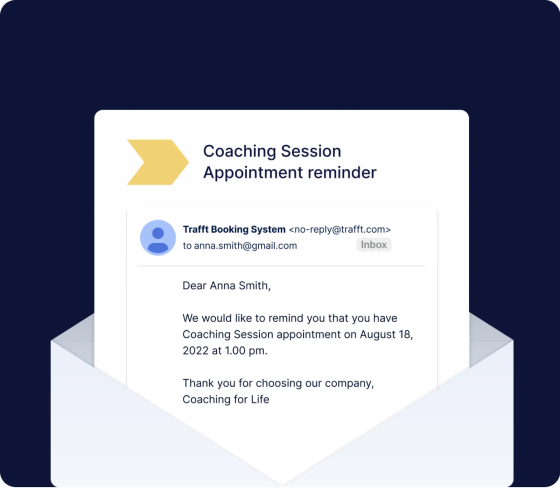 Coaching Session
Appointment reminder
Trafft Booking System <no-reply@trafft.com>
to anna.smith@gmail.com
Inbox
Dear Anna Smith,
We would like to remind you that you have
Coaching Session appointment on August 18,
2022 at 1.00 pm.
Thank you for choosing our company,
Coaching for Life